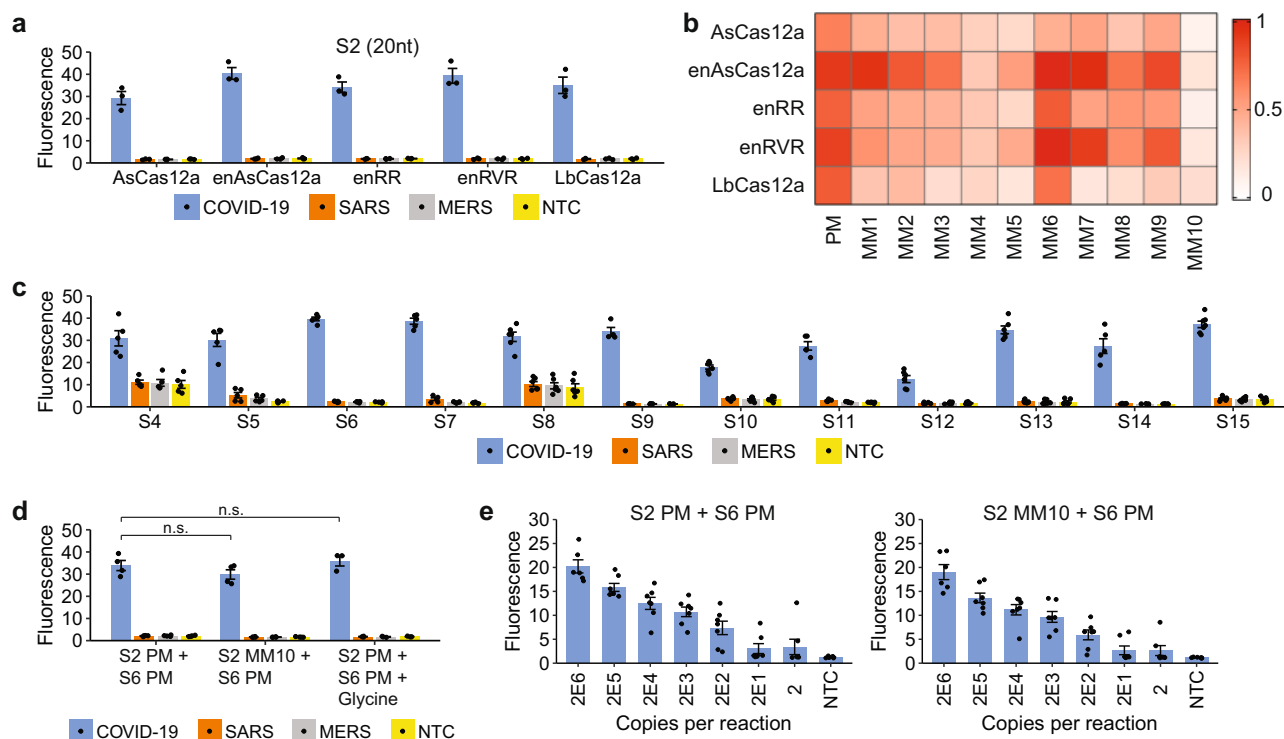 a
S2 (20nt)
Fluorescence
50
40
30
20
10
0
AsCas12a enAsCas12a enRR enRVR LbCas12a
COVID-19 SARS MERS NTC
b
AsCas12a
enAsCas12a
enRR
enRVR
LbCas12a
PM MM1 MM2 MM3 MM4 MM5 MM6 MM7 MM8 MM9 MM10
1
0.5
0
c
Fluorescence
50
40
30
20
10
0
S4 S5 S6 S7 S8 S9 S10 S11 S12 S13 S14 S15
COVID-19 SARS MERS NTC
d
n.s.
n.s.
Fluorescence
50
40
30
20
10
0
S2 PM + S2 MM10 + S2 PM +
S6 PM S6 PM S6 PM +
Glycine
COVID-19 SARS MERS NTC
e
S2 PM + S6 PM
Fluorescence
30
25
20
15
10
5
0
2E6 2E5 2E4 2E3 2E2 2E1 2 NTC
Copies per reaction
S2 MM10 + S6 PM
Fluorescence
30
25
20
15
10
5
0
2E6 2E5 2E4 2E3 2E2 2E1 2 NTC
Copies per reaction